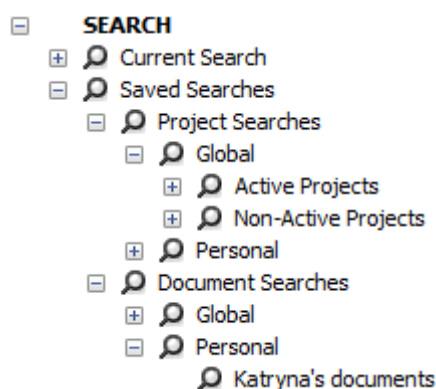 SEARCH
Current Search
Saved Searches
Project Searches
Global
Active Projects
Non-Active Projects
Personal
Document Searches
Global
Personal
Katryna's documents